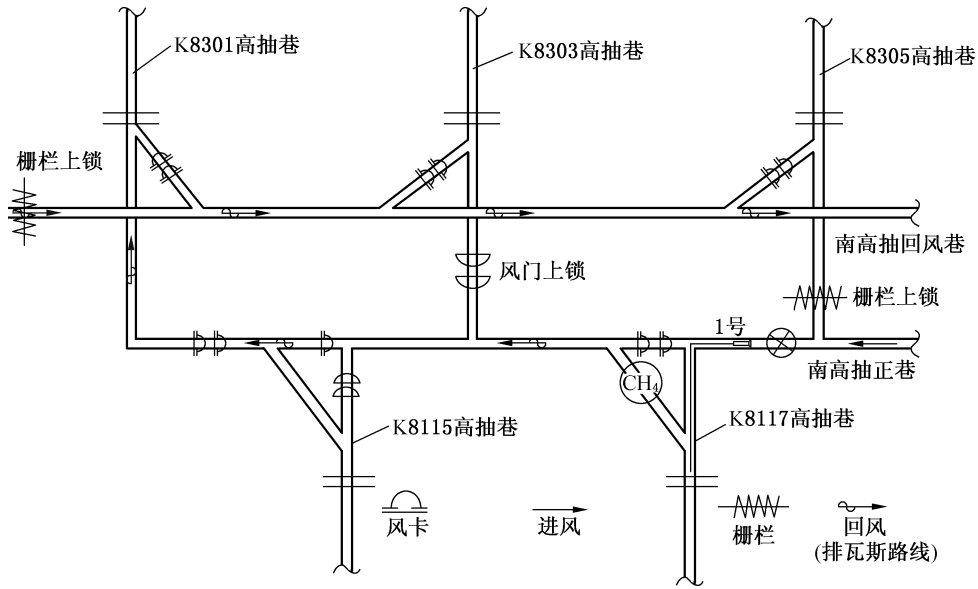 K8301高抽巷
K8303高抽巷
K8305高抽巷
栅栏上锁
南高抽回风巷
风门上锁
栅栏上锁
1号
南高抽正巷
CH4
K8115高抽巷
K8117高抽巷
风卡
进风
栅栏
回风
(排瓦斯路线)